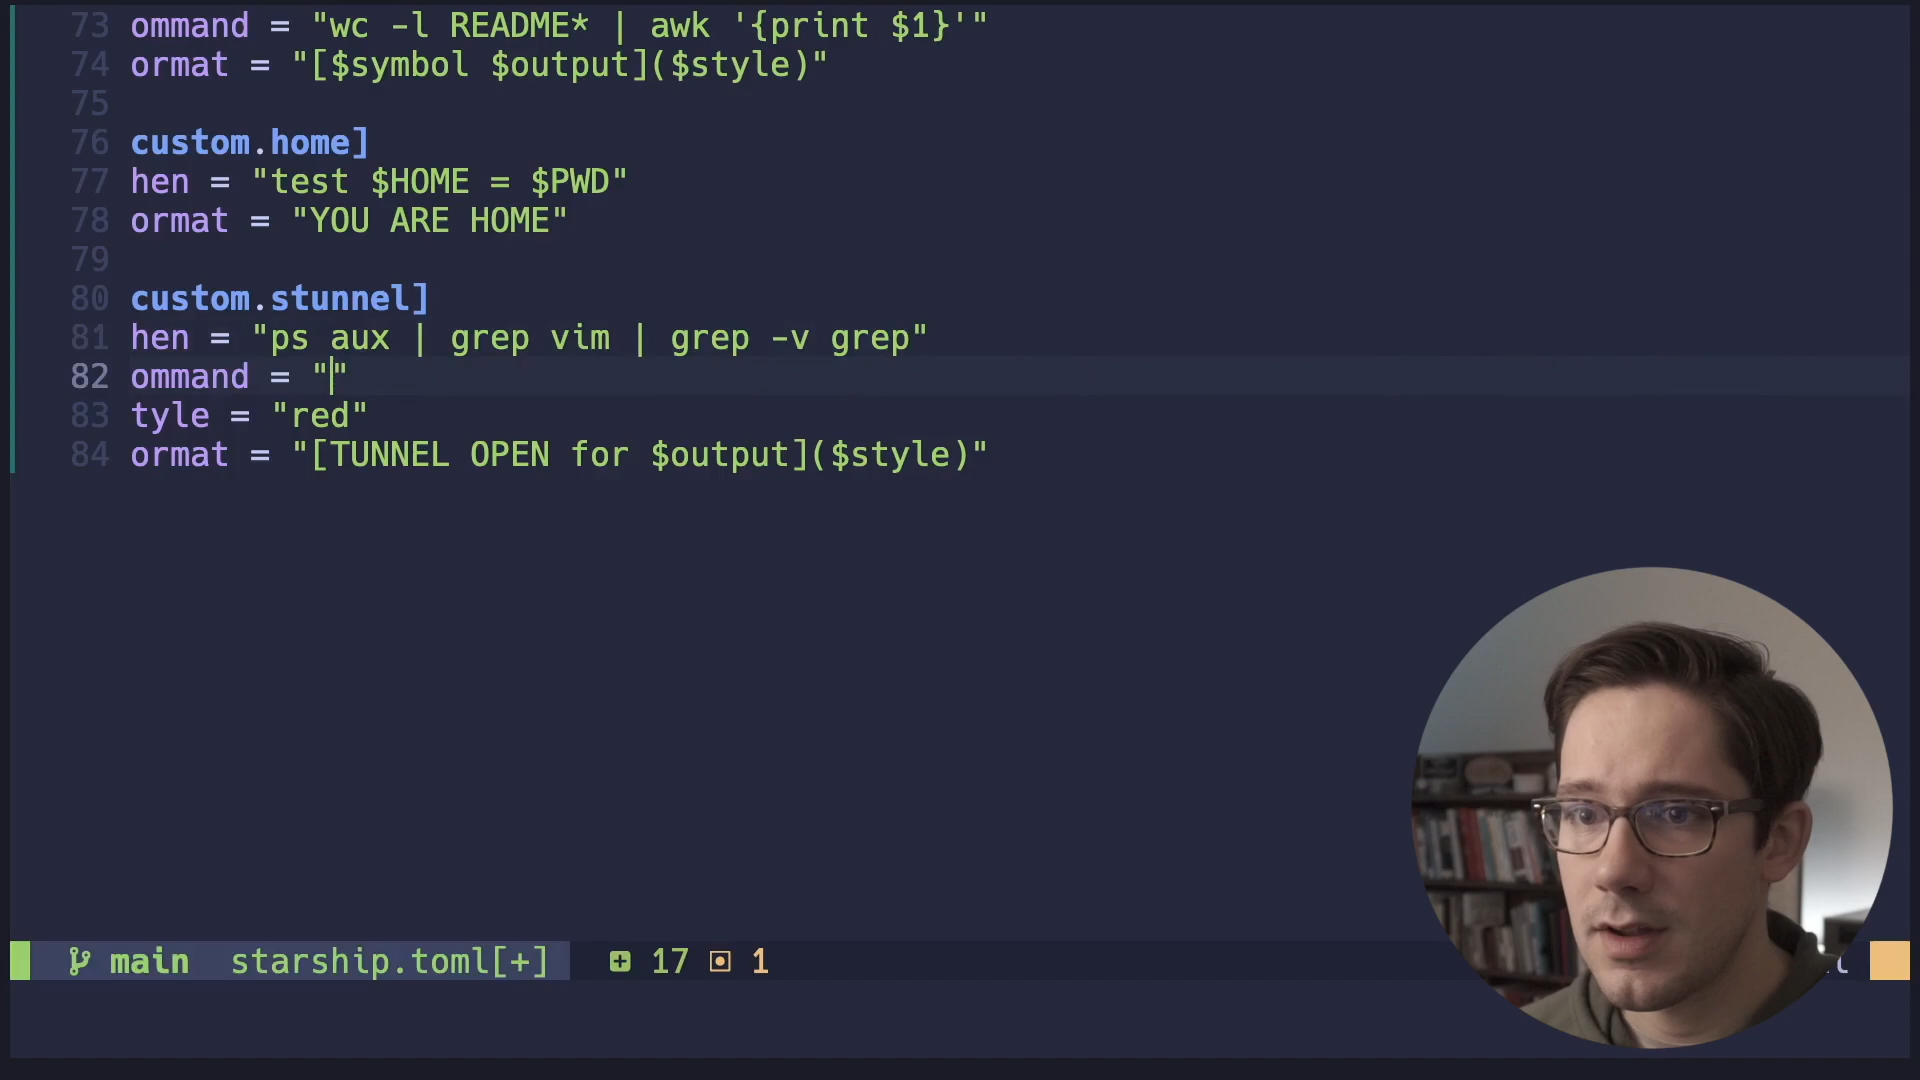 73 ommand = "wc -l README* | awk '{print $1}'"
74 ormat = "[$symbol $output]($style)"
75
76 custom.home]
77 hen = "test $HOME = $PWD"
78 ormat = "YOU ARE HOME"
79
80 custom.stunnel]
81 hen = "ps aux | grep vim | grep -v grep"
82 ommand = ""
83 tyle = "red"
84 ormat = "[TUNNEL OPEN for $output]($style)"
main starship.toml[+] 17 1